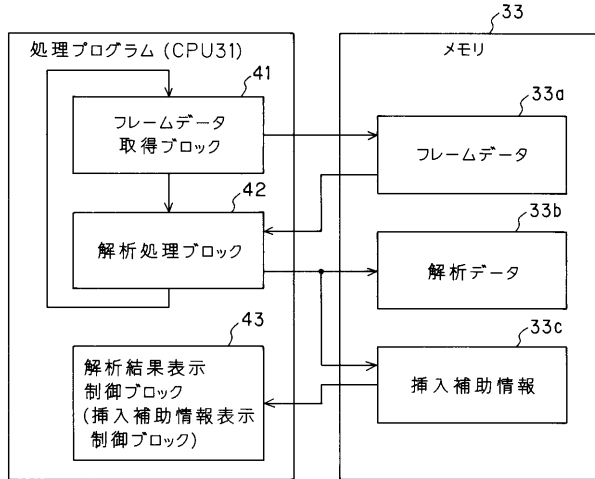 33
処理プログラム(CPU31)
メモリ
41
フレームデータ
取得ブロック
33a
フレームデータ
42
解析処理ブロック
33b
解析データ
43
解析結果表示
制御ブロック
(挿入補助情報表示
制御ブロック)
33c
挿入補助情報